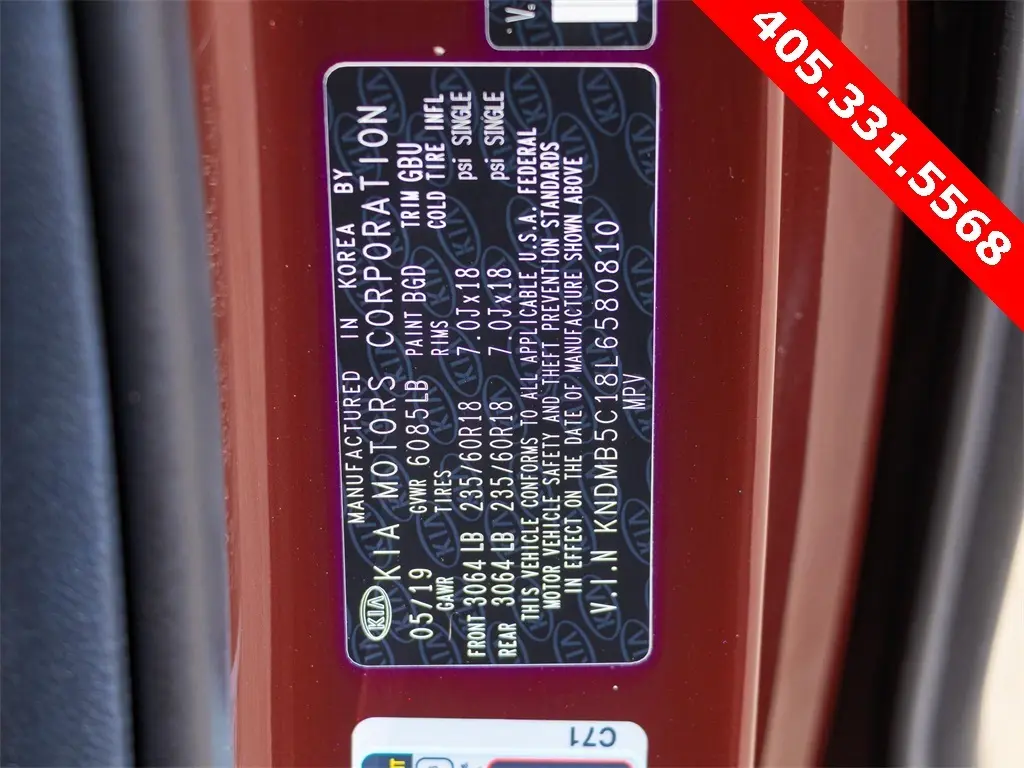 405.331.5568
V.
KIA
MANUFACTURED IN KOREA BY
KIA MOTORS CORPORATION
05/19 GVWR 6085LB PAINT BGD TRIM GBU
GAWR TIRES RIMS COLD TIRE INFL
FRONT 3064 LB 235/60R18 7.0Jx18 psi SINGLE
REAR 3064 LB 235/60R18 7.0Jx18 psi SINGLE
THIS VEHICLE CONFORMS TO ALL APPLICABLE U.S.A. FEDERAL
MOTOR VEHICLE SAFETY AND THEFT PREVENTION STANDARDS
IN EFFECT ON THE DATE OF MANUFACTURE SHOWN ABOVE
V.I.N KNDMB5C18L6580810
MPV
C71